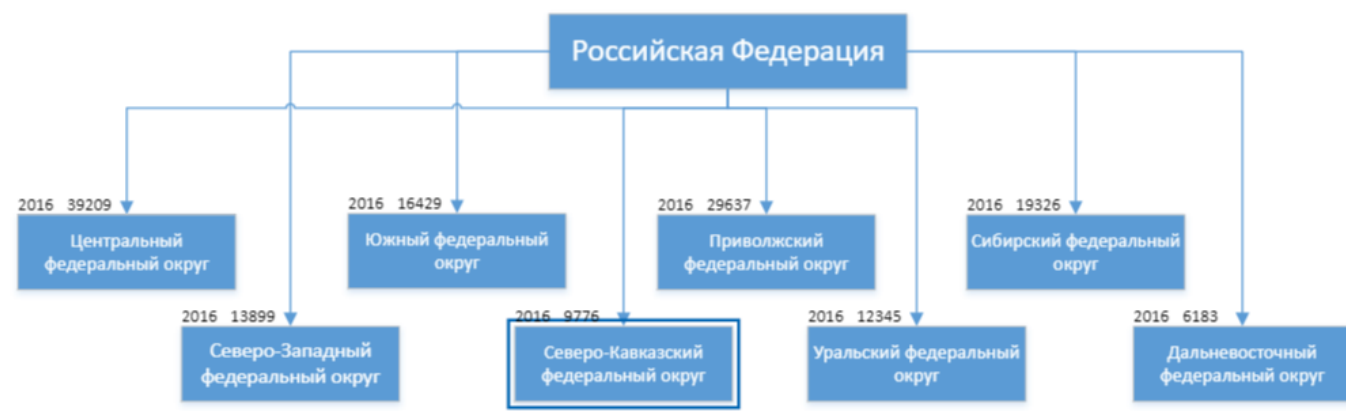 Российская Федерация
2016 39209
Центральный
федеральный округ
2016 16429
Южный федеральный
округ
2016 29637
Приволжский
федеральный округ
2016 19326
Сибирский федеральный
округ
2016 13899
Северо-Западный
федеральный округ
2016 9776
Северо-Кавказский
федеральный округ
2016 12345
Уральский федеральный
округ
2016 6183
Дальневосточный
федеральный округ